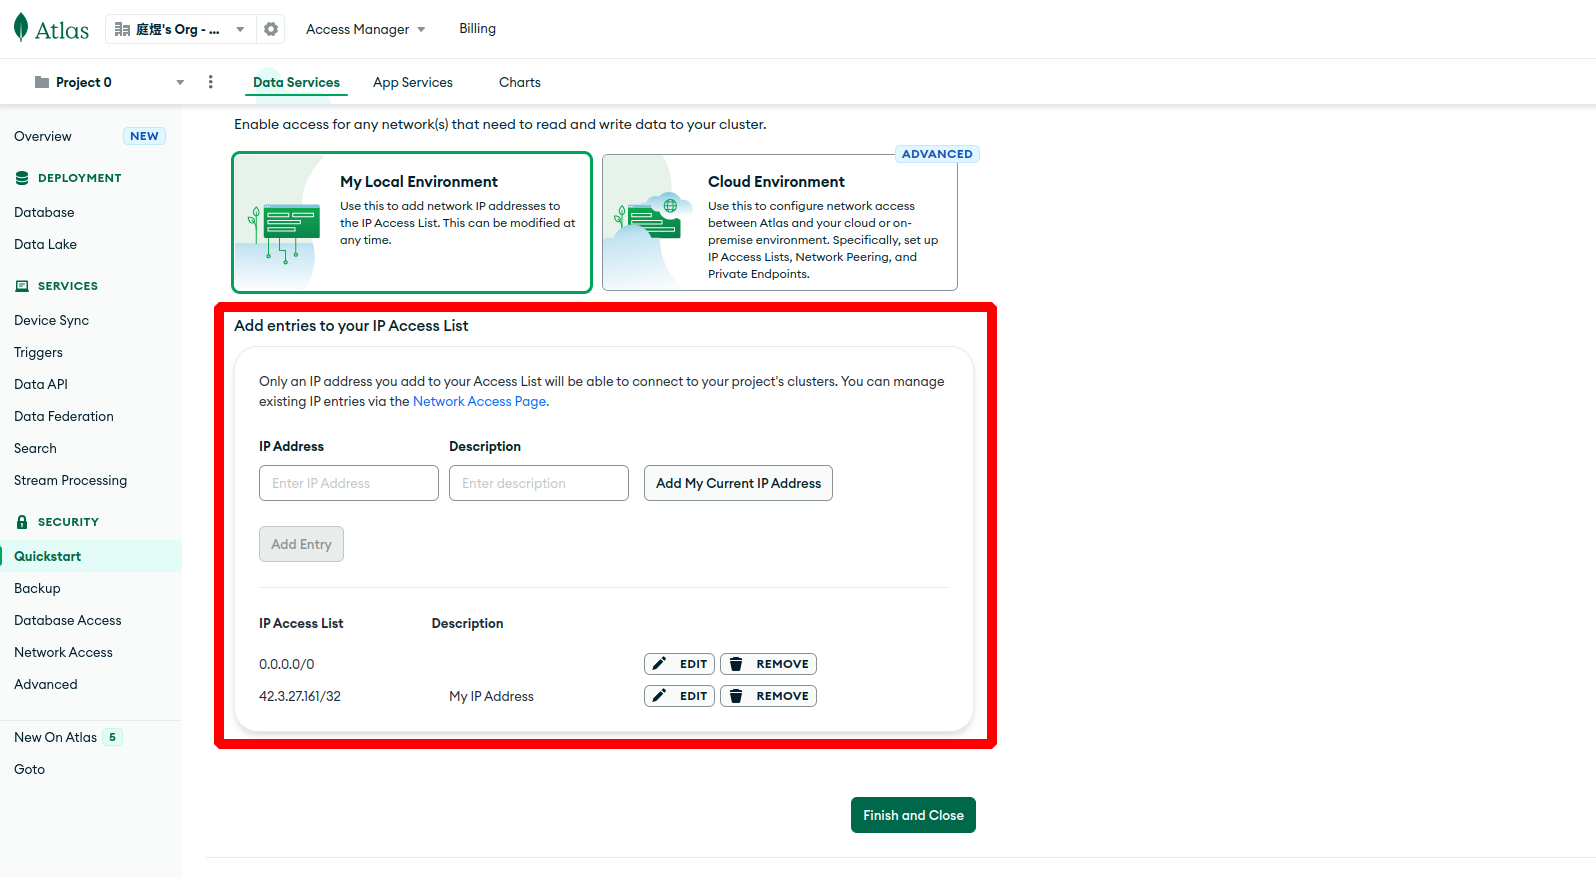 Atlas
庭煜's Org - ...
Access Manager
Billing
Project 0
Data Services
App Services
Charts
Overview
NEW
DEPLOYMENT
Database
Data Lake
SERVICES
Device Sync
Triggers
Data API
Data Federation
Search
Stream Processing
SECURITY
Quickstart
Backup
Database Access
Network Access
Advanced
New On Atlas 5
Goto
Enable access for any network(s) that need to read and write data to your cluster.
My Local Environment
Use this to add network IP addresses to
the IP Access List. This can be modified at
any time.
ADVANCED
Cloud Environment
Use this to configure network access
between Atlas and your cloud or on-
premise environment. Specifically, set up
IP Access Lists, Network Peering, and
Private Endpoints.
Add entries to your IP Access List
Only an IP address you add to your Access List will be able to connect to your project's clusters. You can manage
existing IP entries via the Network Access Page.
IP Address
Description
Enter IP Address
Enter description
Add My Current IP Address
Add Entry
IP Access List
Description
0.0.0.0/0
EDIT
REMOVE
42.3.27.161/32
My IP Address
EDIT
REMOVE
Finish and Close